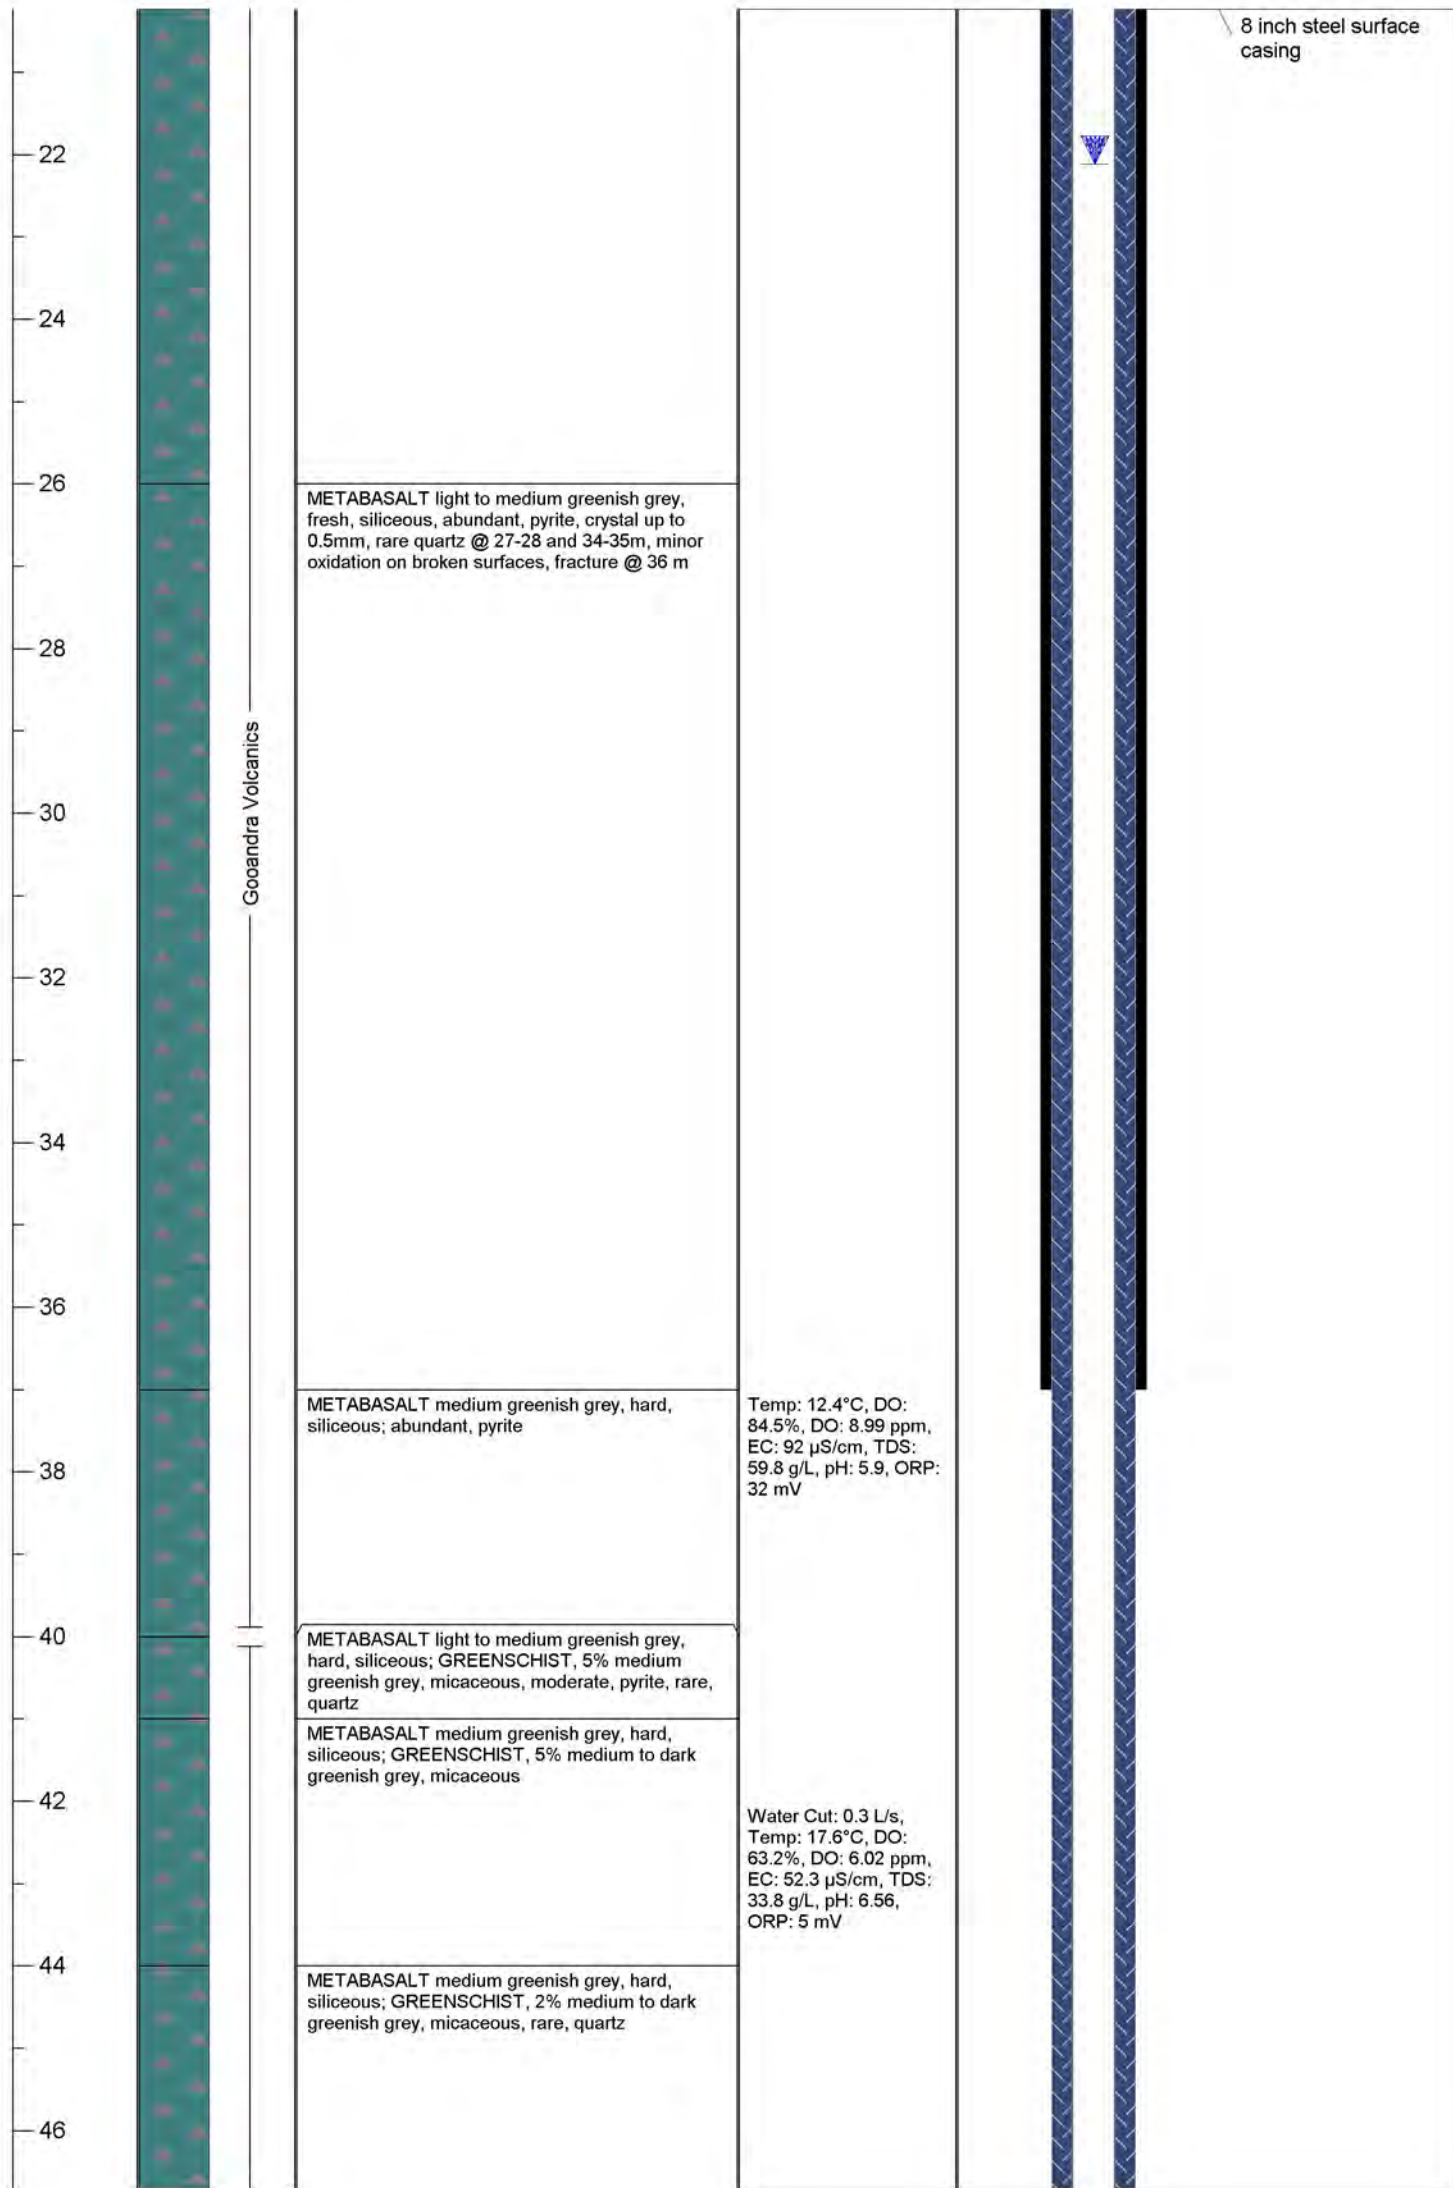 8 inch steel surface
casing
22
24
26
METABASALT light to medium greenish grey,
fresh, siliceous, abundant, pyrite, crystal up to
0.5mm, rare quartz @ 27-28 and 34-35m, minor
oxidation on broken surfaces, fracture @ 36 m
28
Gooandra Volcanics
30
32
34
36
METABASALT medium greenish grey, hard,
siliceous; abundant, pyrite
Temp: 12.4°C, DO:
84.5%, DO: 8.99 ppm,
EC: 92 µS/cm, TDS:
59.8 g/L, pH: 5.9, ORP:
32 mV
38
40
METABASALT light to medium greenish grey,
hard, siliceous; GREENSCHIST, 5% medium
greenish grey, micaceous, moderate, pyrite, rare,
quartz
METABASALT medium greenish grey, hard,
siliceous; GREENSCHIST, 5% medium to dark
greenish grey, micaceous
42
Water Cut: 0.3 L/s,
Temp: 17.6°C, DO:
63.2%, DO: 6.02 ppm,
EC: 52.3 µS/cm, TDS:
33.8 g/L, pH: 6.56,
ORP: 5 mV
44
METABASALT medium greenish grey, hard,
siliceous; GREENSCHIST, 2% medium to dark
greenish grey, micaceous, rare, quartz
46